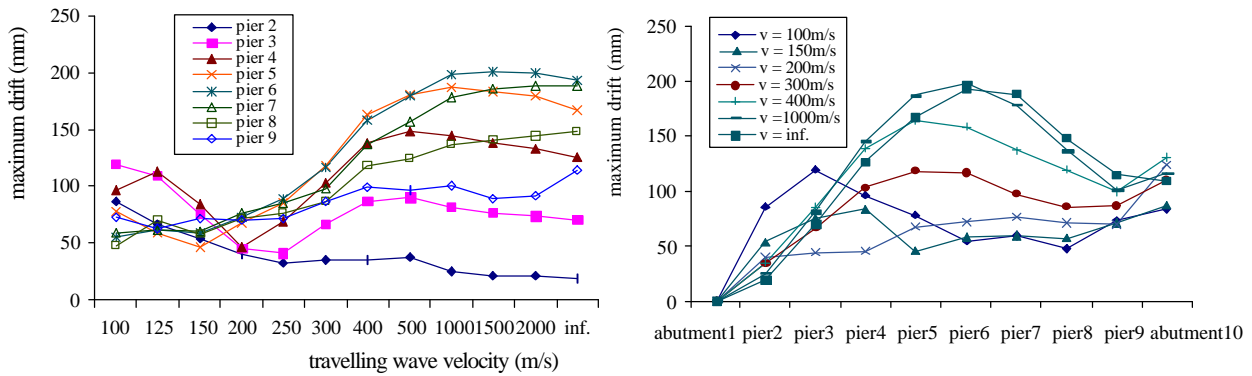 maximum drift (mm)
250
200
150
100
50
0
pier 2
pier 3
pier 4
pier 5
pier 6
pier 7
pier 8
pier 9
100 125 150 200 250 300 400 500 1000 1500 2000 inf.
travelling wave velocity (m/s)
maximum drift (mm)
250
200
150
100
50
0
v = 100m/s
v = 150m/s
v = 200m/s
v = 300m/s
v = 400m/s
v =1000m/s
v = inf.
abutment1 pier2 pier3 pier4 pier5 pier6 pier7 pier8 pier9 abutment10